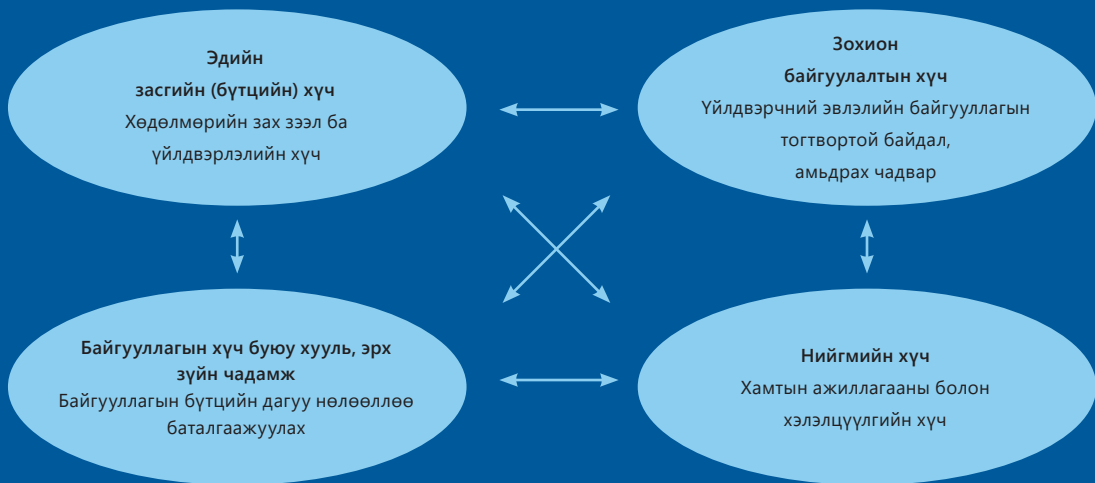 Эдийн
засгийн (бүтцийн) хүч
Хөдөлмөрийн зах зээл ба
үйлдвэрлэлийн хүч
Зохион
байгуулалтын хүч
Үйлдвэрчний эвлэлийн байгууллагын
тогтвортой байдал,
амьдрах чадвар
Байгууллагын хүч буюу хууль, эрх
зүйн чадамж
Байгууллагын бүтцийн дагуу нөлөөллөө
баталгаажуулах
Нийгмийн хүч
Хамтын ажиллагааны болон
хэлэлцүүлгийн хүч